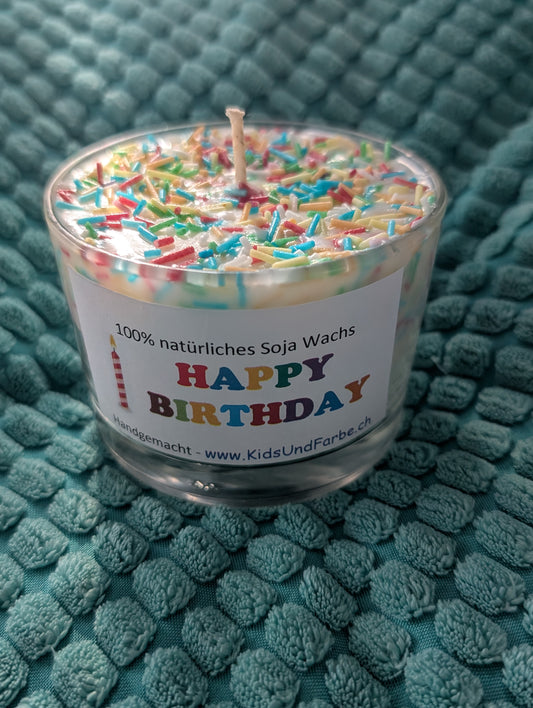 100% natürliches Soja Wachs
HAPPY
BIRTHDAY
Handgemacht - www.KidsUndFarbe.ch